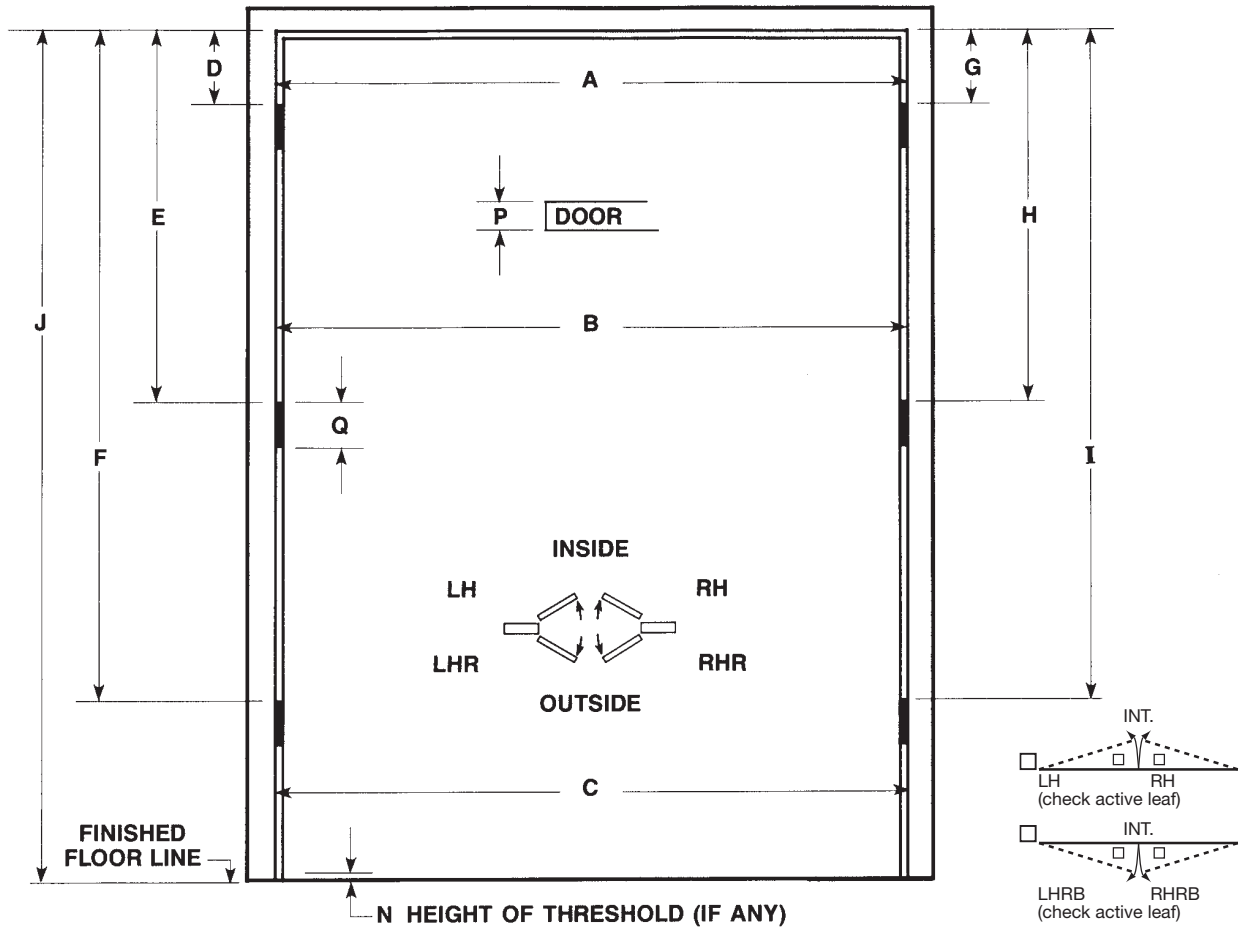 D
A
G
E
P
DOOR
H
J
B
Q
F
I
INSIDE
LH
RH
LHR
RHR
OUTSIDE
INT.
LH
RH
(check active leaf)
C
INT.
FINISHED
FLOOR LINE
LHRB
RHRB
(check active leaf)
N HEIGHT OF THRESHOLD (IF ANY)